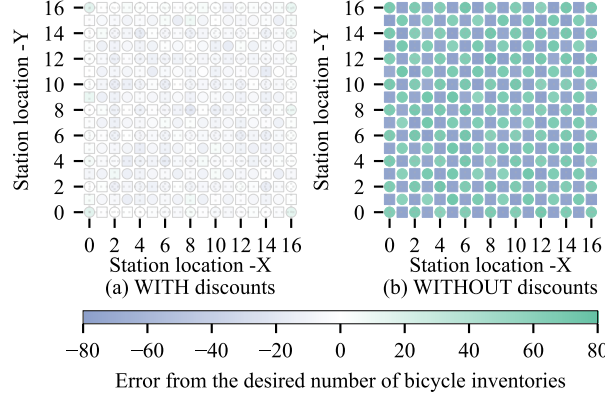 16
14
12
10
8
6
4
2
0
Station location -Y
0 2 4 6 8 10 12 14 16
Station location -X
(a) WITH discounts
16
14
12
10
8
6
4
2
0
Station location -Y
0 2 4 6 8 10 12 14 16
Station location -X
(b) WITHOUT discounts
−80 −60 −40 −20 0 20 40 60 80
Error from the desired number of bicycle inventories